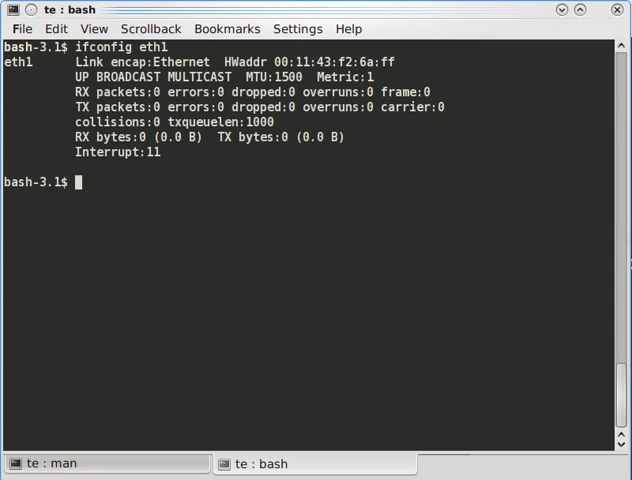 te : bash
File Edit View Scrollback Bookmarks Settings Help
bash-3.1$ ifconfig eth1
eth1 Link encap:Ethernet HWaddr 00:11:43:f2:6a:ff
UP BROADCAST MULTICAST MTU:1500 Metric:1
RX packets:0 errors:0 dropped:0 overruns:0 frame:0
TX packets:0 errors:0 dropped:0 overruns:0 carrier:0
collisions:0 txqueuelen:1000
RX bytes:0 (0.0 B) TX bytes:0 (0.0 B)
Interrupt:11
bash-3.1$
te : man
te : bash